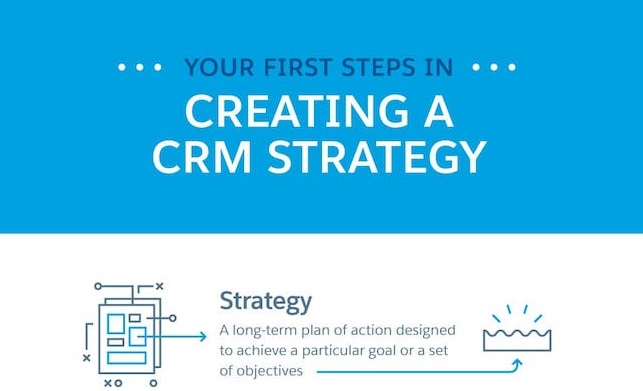 YOUR FIRST STEPS IN
CREATING A
CRM STRATEGY
Strategy
A long-term plan of action designed
to achieve a particular goal or a set
of objectives